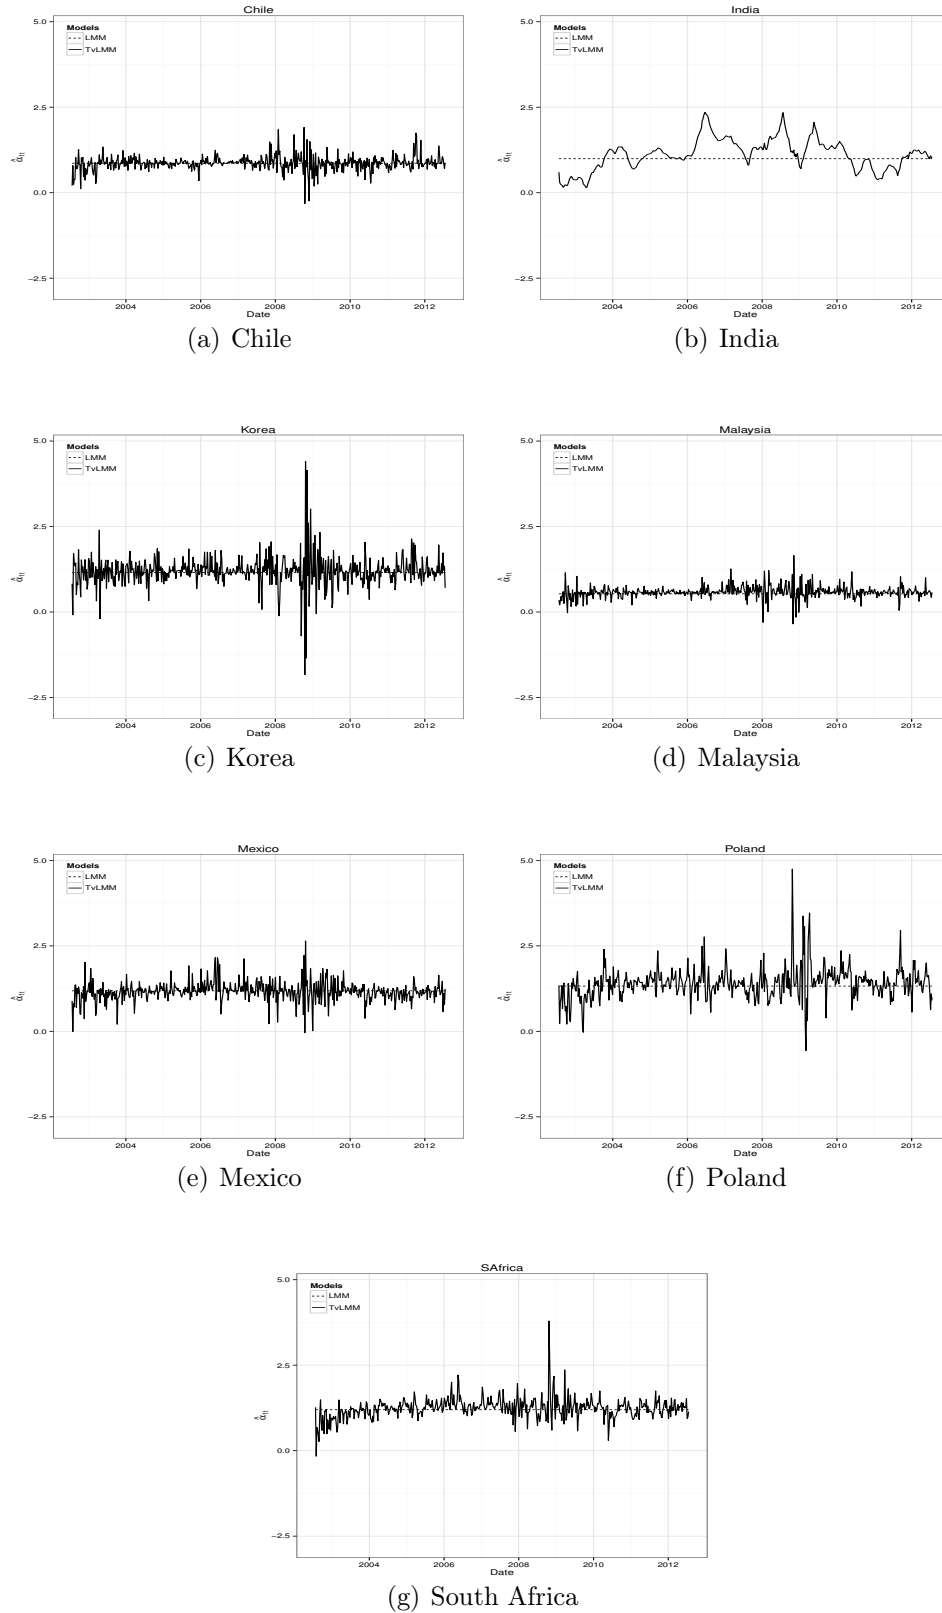 Chile
Models
LMM
TvLMM
5.0
2.5
0.0
−2.5
α̂1t
2004 2006 2008 2010 2012
Date
(a) Chile
India
Models
LMM
TvLMM
5.0
2.5
0.0
−2.5
α̂1t
2004 2006 2008 2010 2012
Date
(b) India
Korea
Models
LMM
TvLMM
5.0
2.5
0.0
−2.5
α̂1t
2004 2006 2008 2010 2012
Date
(c) Korea
Malaysia
Models
LMM
TvLMM
5.0
2.5
0.0
−2.5
α̂1t
2004 2006 2008 2010 2012
Date
(d) Malaysia
Mexico
Models
LMM
TvLMM
5.0
2.5
0.0
−2.5
α̂1t
2004 2006 2008 2010 2012
Date
(e) Mexico
Poland
Models
LMM
TvLMM
5.0
2.5
0.0
−2.5
α̂1t
2004 2006 2008 2010 2012
Date
(f) Poland
SAfrica
Models
LMM
TvLMM
5.0
2.5
0.0
−2.5
α̂1t
2004 2006 2008 2010 2012
Date
(g) South Africa